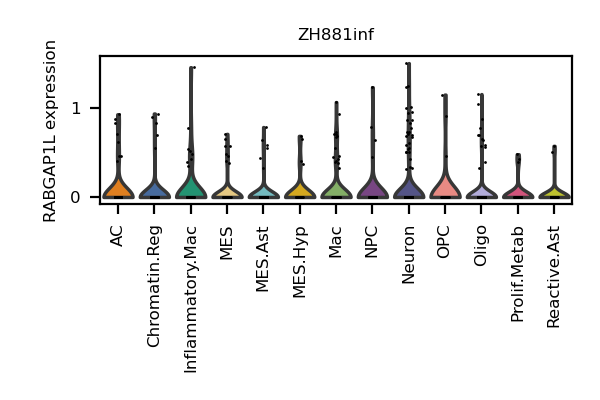 ZH881inf
RABGAP1L expression
1
0
AC
Chromatin.Reg
Inflammatory.Mac
MES
MES.Ast
MES.Hyp
Mac
NPC
Neuron
OPC
Oligo
Prolif.Metab
Reactive.Ast